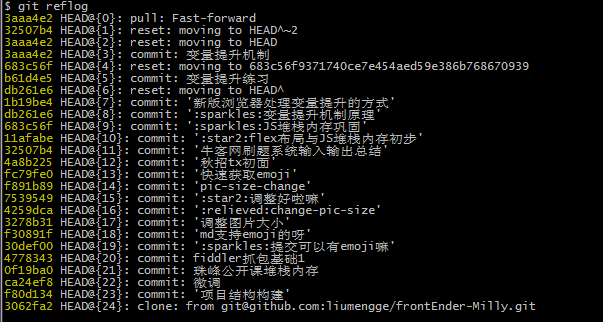 $ git reflog
3aaa4e2 HEAD@{0}: pull: Fast-forward
32507b4 HEAD@{1}: reset: moving to HEAD^~2
3aaa4e2 HEAD@{2}: reset: moving to HEAD
3aaa4e2 HEAD@{3}: commit: 变量提升机制
683c56f HEAD@{4}: reset: moving to 683c56f9371740ce7e454aed59e386b768670939
b61d4e5 HEAD@{5}: commit: 变量提升练习
db261e6 HEAD@{6}: reset: moving to HEAD^
1b19be4 HEAD@{7}: commit: '新版浏览器处理变量提升的方式'
db261e6 HEAD@{8}: commit: ':sparkles:变量提升机制原理'
683c56f HEAD@{9}: commit: ':sparkles:JS堆栈内存巩固'
11afabe HEAD@{10}: commit: ':star2:flex布局与JS堆栈内存初步'
32507b4 HEAD@{11}: commit: '牛客网刷题系统输入输出总结'
4a8b225 HEAD@{12}: commit: '秋招tx初面'
fc79fe0 HEAD@{13}: commit: '快速获取emoji'
f891b89 HEAD@{14}: commit: 'pic-size-change'
7539549 HEAD@{15}: commit: ':star2:调整好啦嘛'
4259dca HEAD@{16}: commit: ':relieved:change-pic-size'
3278b31 HEAD@{17}: commit: '调整图片大小'
f30891f HEAD@{18}: commit: 'md支持emoji的呀'
30def00 HEAD@{19}: commit: ':sparkles:提交可以有emoji嘛'
4778343 HEAD@{20}: commit: fiddler抓包基础1
0f19ba0 HEAD@{21}: commit: 珠峰公开课堆栈内存
ca24ef8 HEAD@{22}: commit: 微调
f80d134 HEAD@{23}: commit: '项目结构构建'
3062fa2 HEAD@{24}: clone: from git@github.com:liumengge/frontEnder-Milly.git